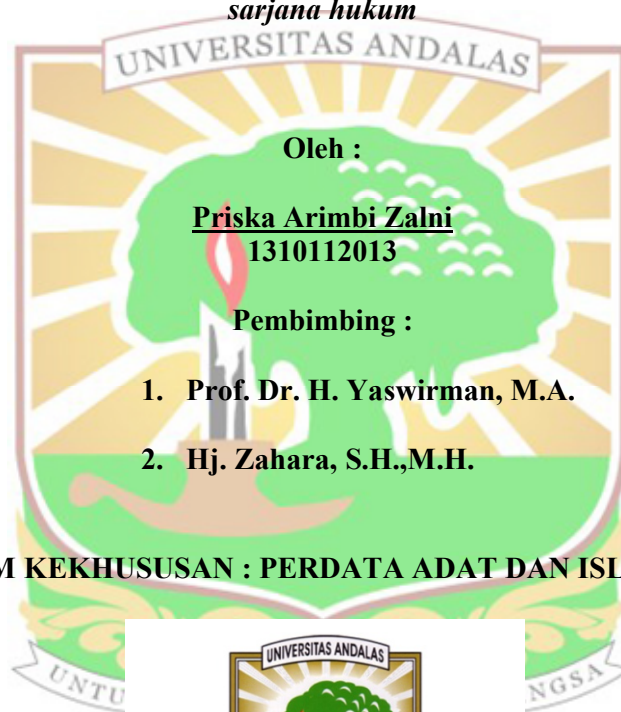 sarjana hukum
UNIVERSITAS ANDALAS
Oleh :
Priska Arimbi Zalni
1310112013
Pembimbing :
1. Prof. Dr. H. Yaswirman, M.A.
2. Hj. Zahara, S.H.,M.H.
KEKHUSUSAN : PERDATA ADAT DAN
UNIVERSITAS ANDALAS